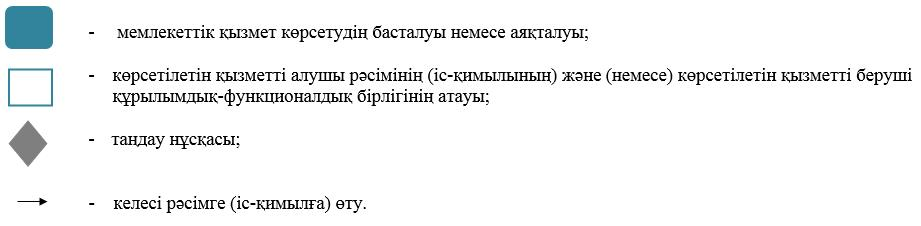 - мемлекеттік қызмет көрсетудің басталуы немесе аяқталуы;
- көрсетілетін қызметті алушы рәсімінің (іс-қимылының) және (немесе) көрсетілетін қызметті беруші
құрылымдық-функционалдық бірлігінің атауы;
- таңдау нұсқасы;
- келесі рәсімге (іс-қимылға) өту.